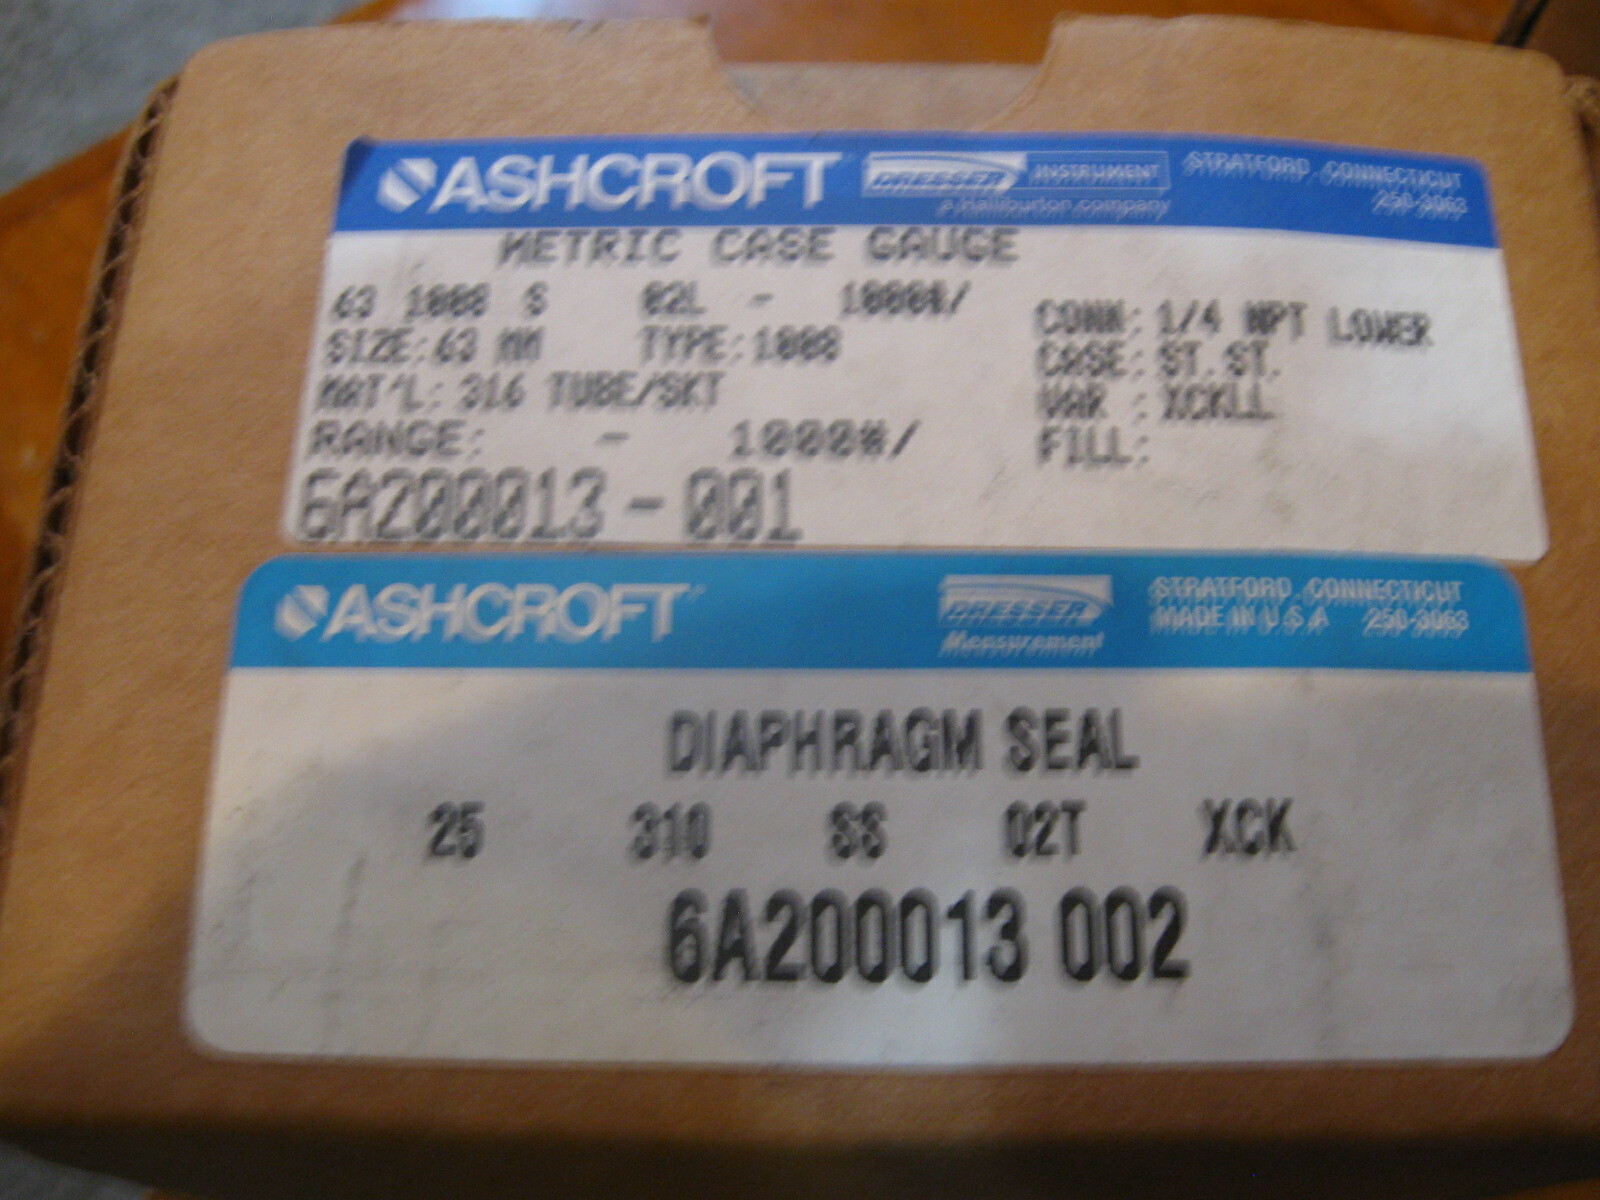 ASHCROFT DRESSER INSTRUMENT STRATFORD, CONNECTICUT
a Halliburton company 250-3063
METRIC CASE GAUGE
63 1008 S 02L - 1000#/
SIZE:63 MM TYPE:1008
MAT'L: 316 TUBE/SKT
RANGE: - 1000#/
6A200013-001
CONN: 1/4 NPT LOWER
CASE: ST.ST.
VAR : XCKLL
FILL:
ASHCROFT DRESSER STRATFORD, CONNECTICUT
Measurement MADE IN U.S.A 250-3063
DIAPHRAGM SEAL
25 310 SS 02T XCK
6A200013 002